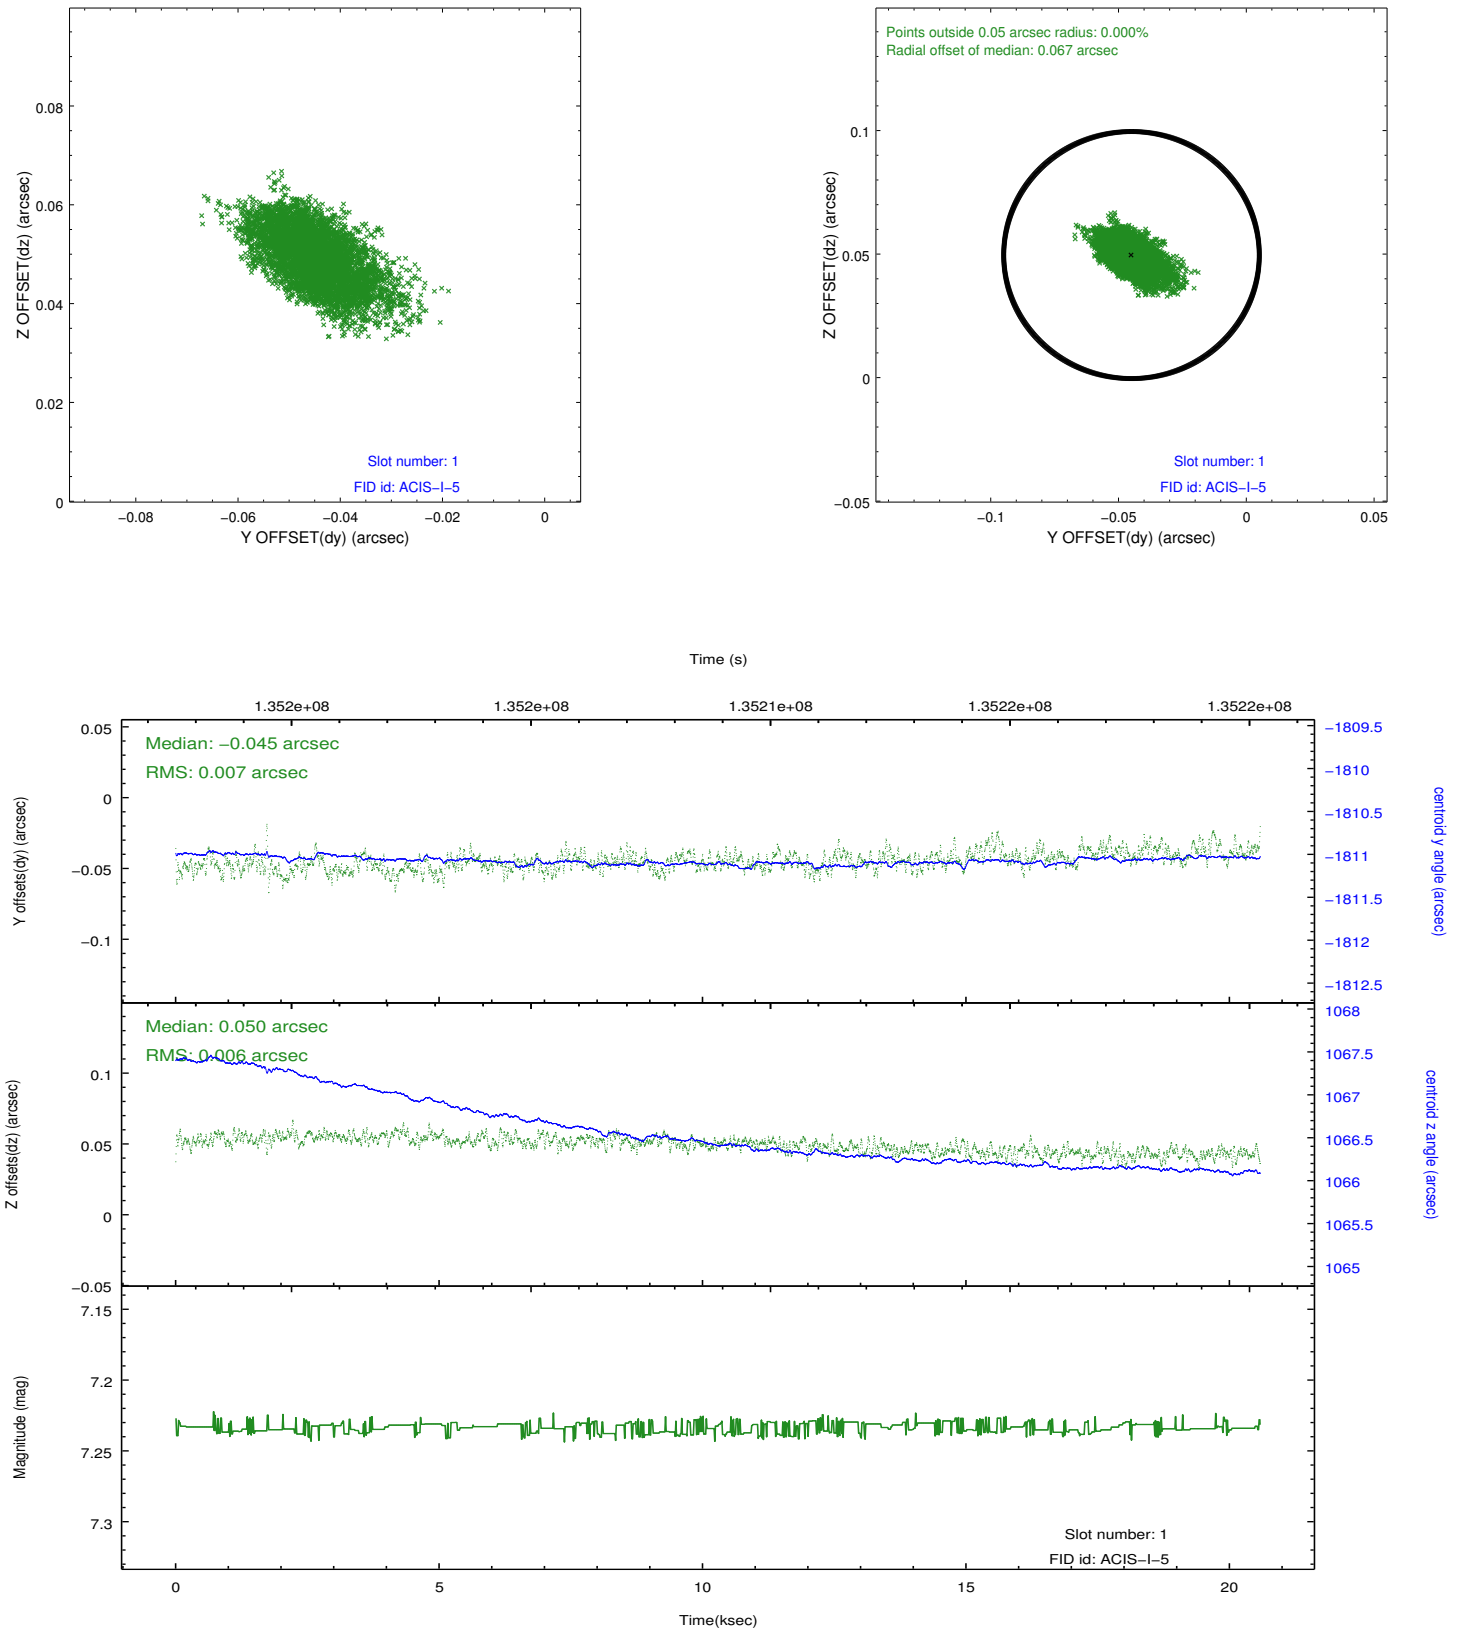 0.08
0.06
0.04
0.02
0
Z OFFSET(dz) (arcsec)
Slot number: 1
FID id: ACIS−I−5
−0.08 −0.06 −0.04 −0.02 0
Y OFFSET(dy) (arcsec)
Points outside 0.05 arcsec radius: 0.000%
Radial offset of median: 0.067 arcsec
0.1
0.05
0
−0.05
Z OFFSET(dz) (arcsec)
Slot number: 1
FID id: ACIS−I−5
−0.1 −0.05 0 0.05
Y OFFSET(dy) (arcsec)
Time (s)
1.352e+08 1.352e+08 1.3521e+08 1.3522e+08 1.3522e+08
Median: −0.045 arcsec
RMS: 0.007 arcsec
0.05
0
−0.05
−0.1
Y offsets(dy) (arcsec)
−1809.5
−1810
−1810.5
−1811
−1811.5
−1812
−1812.5
centroid y angle (arcsec)
Median: 0.050 arcsec
RMS: 0.006 arcsec
0.1
0.05
0
−0.05
Z offsets(dz) (arcsec)
1068
1067.5
1067
1066.5
1066
1065.5
1065
centroid z angle (arcsec)
7.15
7.2
7.25
7.3
Magnitude (mag)
Slot number: 1
FID id: ACIS−I−5
0 5 10 15 20
Time(ksec)